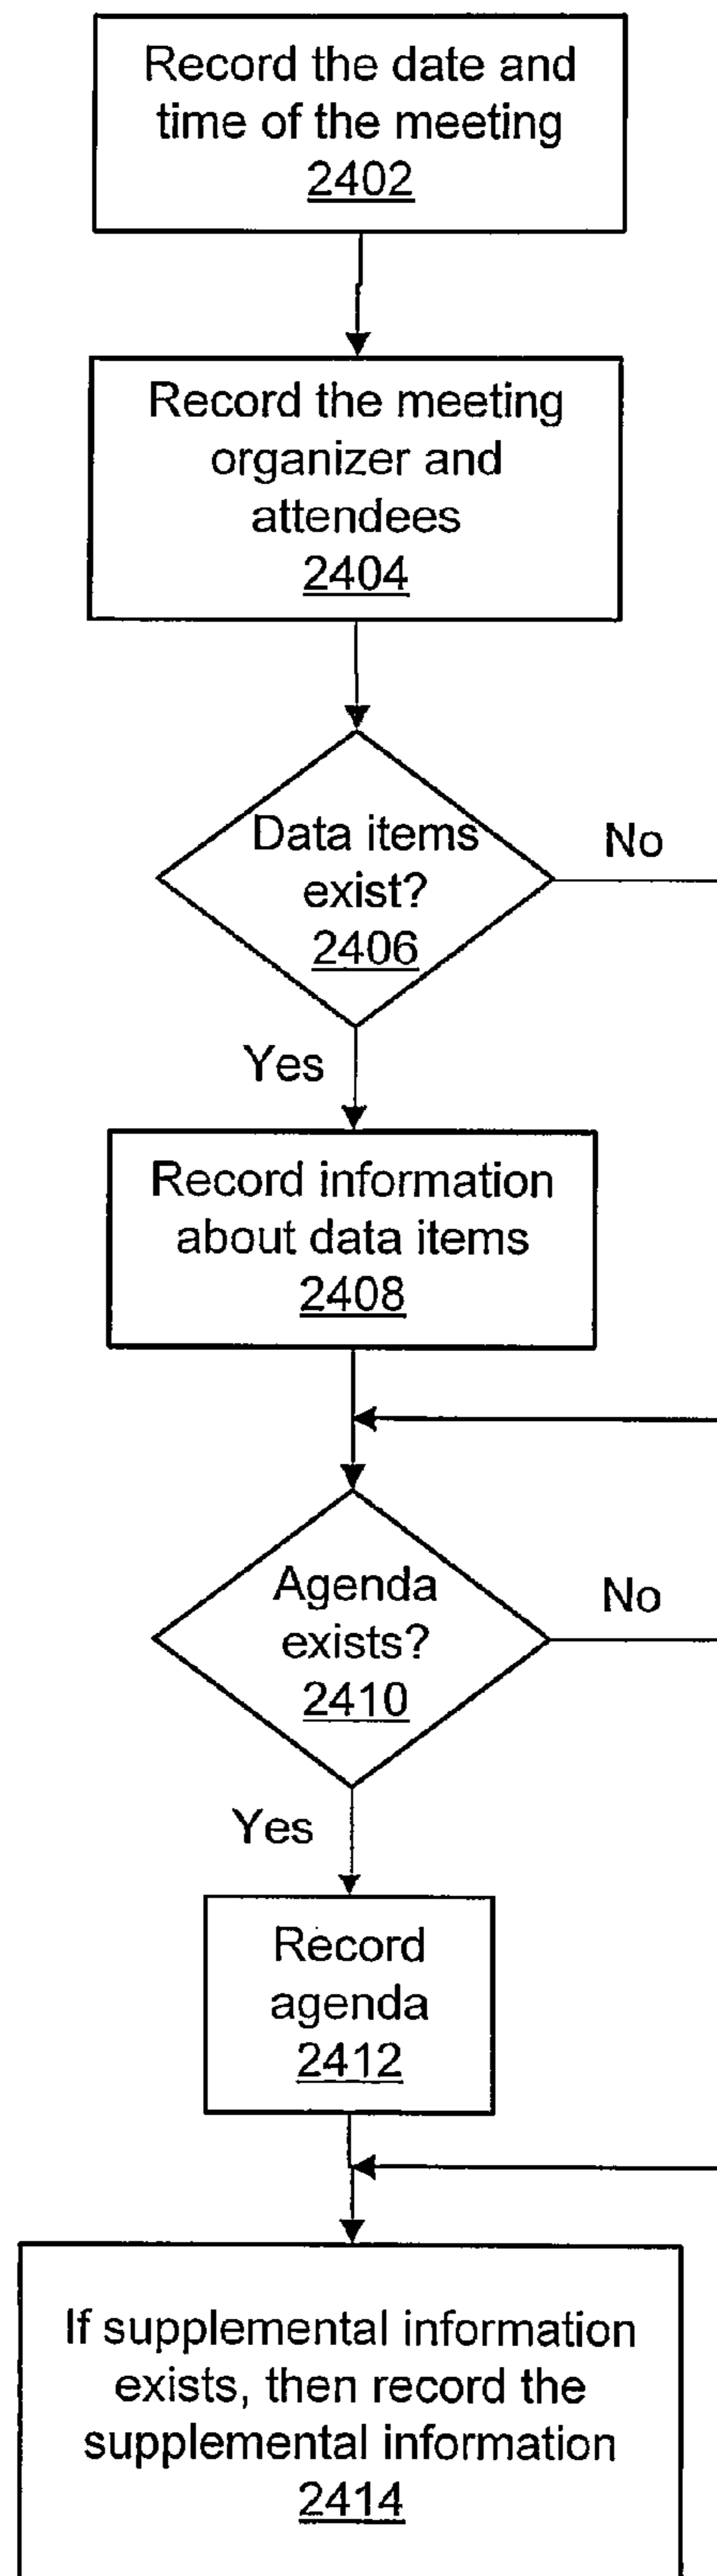 Record the date and
time of the meeting
2402
Record the meeting
organizer and
attendees
2404
Data items
exist?
2406
No
Yes
Record information
about data items
2408
Agenda
exists?
2410
No
Yes
Record
agenda
2412
If supplemental information
exists, then record the
supplemental information
2414